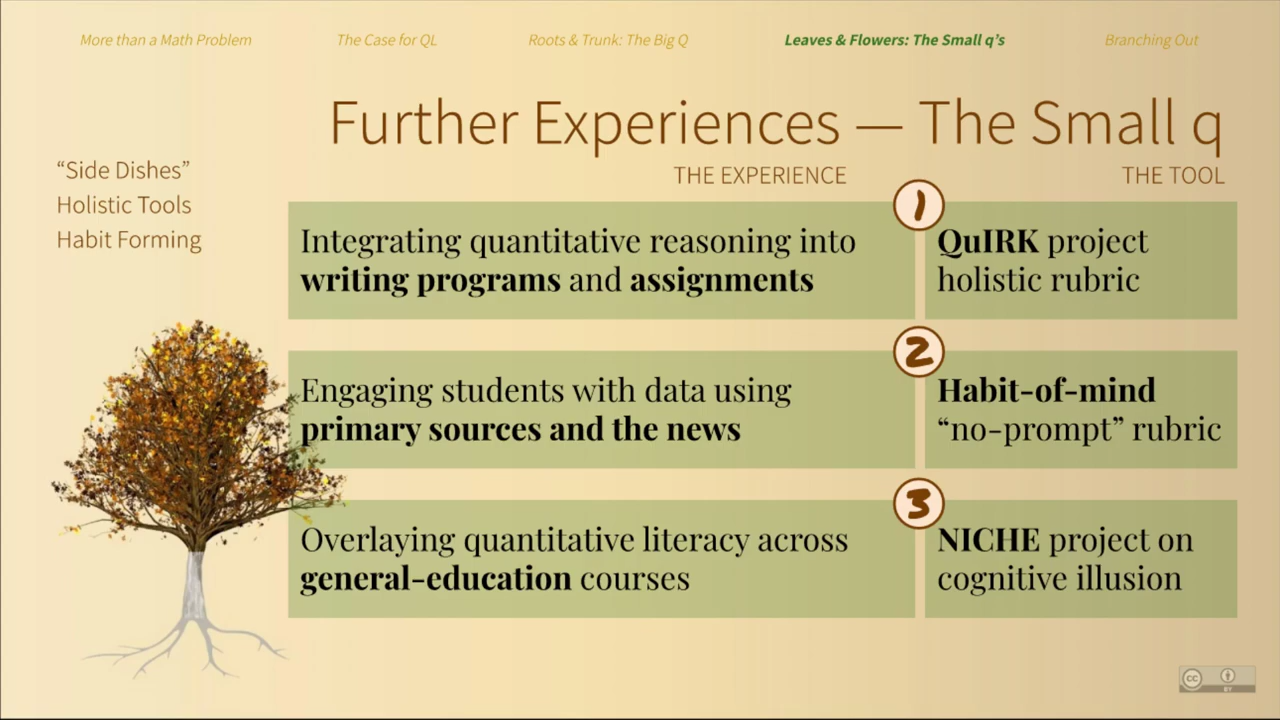 More than a Math Problem
The Case for QL
Roots & Trunk: The Big Q
Leaves & Flowers: The Small q's
Branching Out
Further Experiences — The Small q
"Side Dishes"
Holistic Tools
Habit Forming
THE EXPERIENCE
THE TOOL
Integrating quantitative reasoning into
writing programs and assignments
1
QuIRK project
holistic rubric
Engaging students with data using
primary sources and the news
2
Habit-of-mind
"no-prompt" rubric
Overlaying quantitative literacy across
general-education courses
3
NICHE project on
cognitive illusion
cc
BY